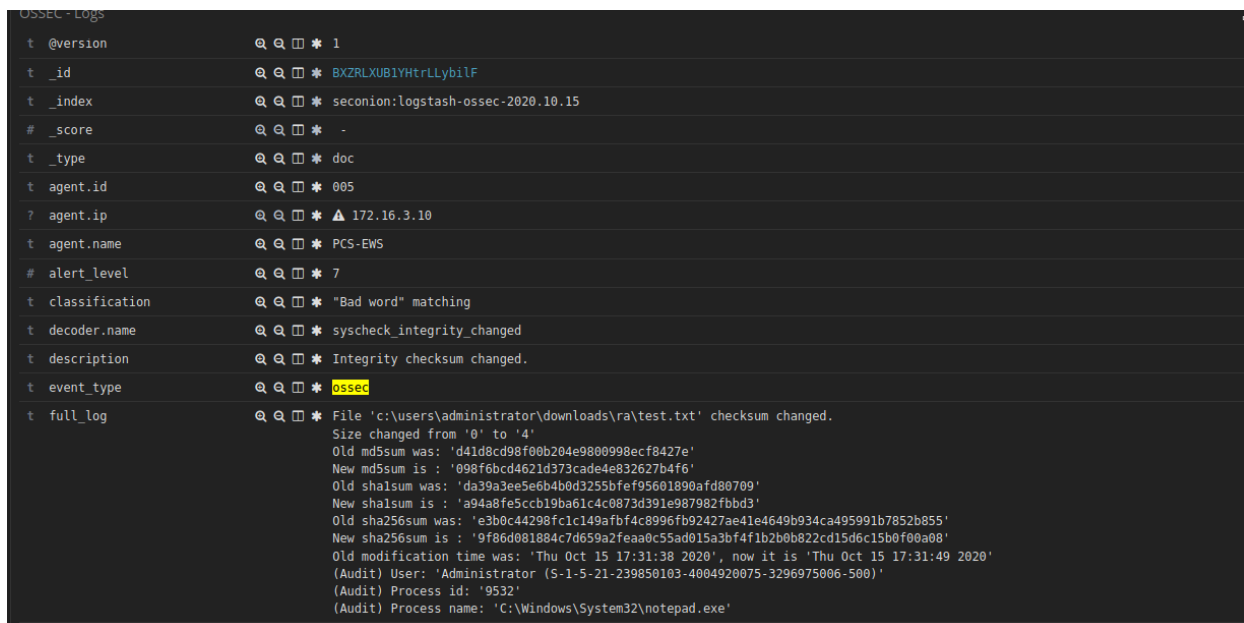 OSSEC - Logs
t @version 1
t _id BXZRLXUB1YHtrLLybilF
t _index seconion:logstash-ossec-2020.10.15
# _score -
t _type doc
t agent.id 005
? agent.ip 172.16.3.10
t agent.name PCS-EWS
# alert_level 7
t classification "Bad word" matching
t decoder.name syscheck_integrity_changed
t description Integrity checksum changed.
t event_type ossec
t full_log File 'c:\users\administrator\downloads\ra\test.txt' checksum changed.
Size changed from '0' to '4'
Old md5sum was: 'd41d8cd98f00b204e9800998ecf8427e'
New md5sum is : '098f6bcd4621d373cade4e832627b4f6'
Old sha1sum was: 'da39a3ee5e6b4b0d3255bfef95601890afd80709'
New sha1sum is : 'a94a8fe5ccb19ba61c4c0873d391e987982fbbd3'
Old sha256sum was: 'e3b0c44298fc1c149afbf4c8996fb92427ae41e4649b934ca495991b7852b855'
New sha256sum is : '9f86d081884c7d659a2feaa0c55ad015a3bf4f1b2b0b822cd15d6c15b0f00a08'
Old modification time was: 'Thu Oct 15 17:31:38 2020', now it is 'Thu Oct 15 17:31:49 2020'
(Audit) User: 'Administrator (S-1-5-21-239850103-4004920075-3296975006-500)'
(Audit) Process id: '9532'
(Audit) Process name: 'C:\Windows\System32\notepad.exe'